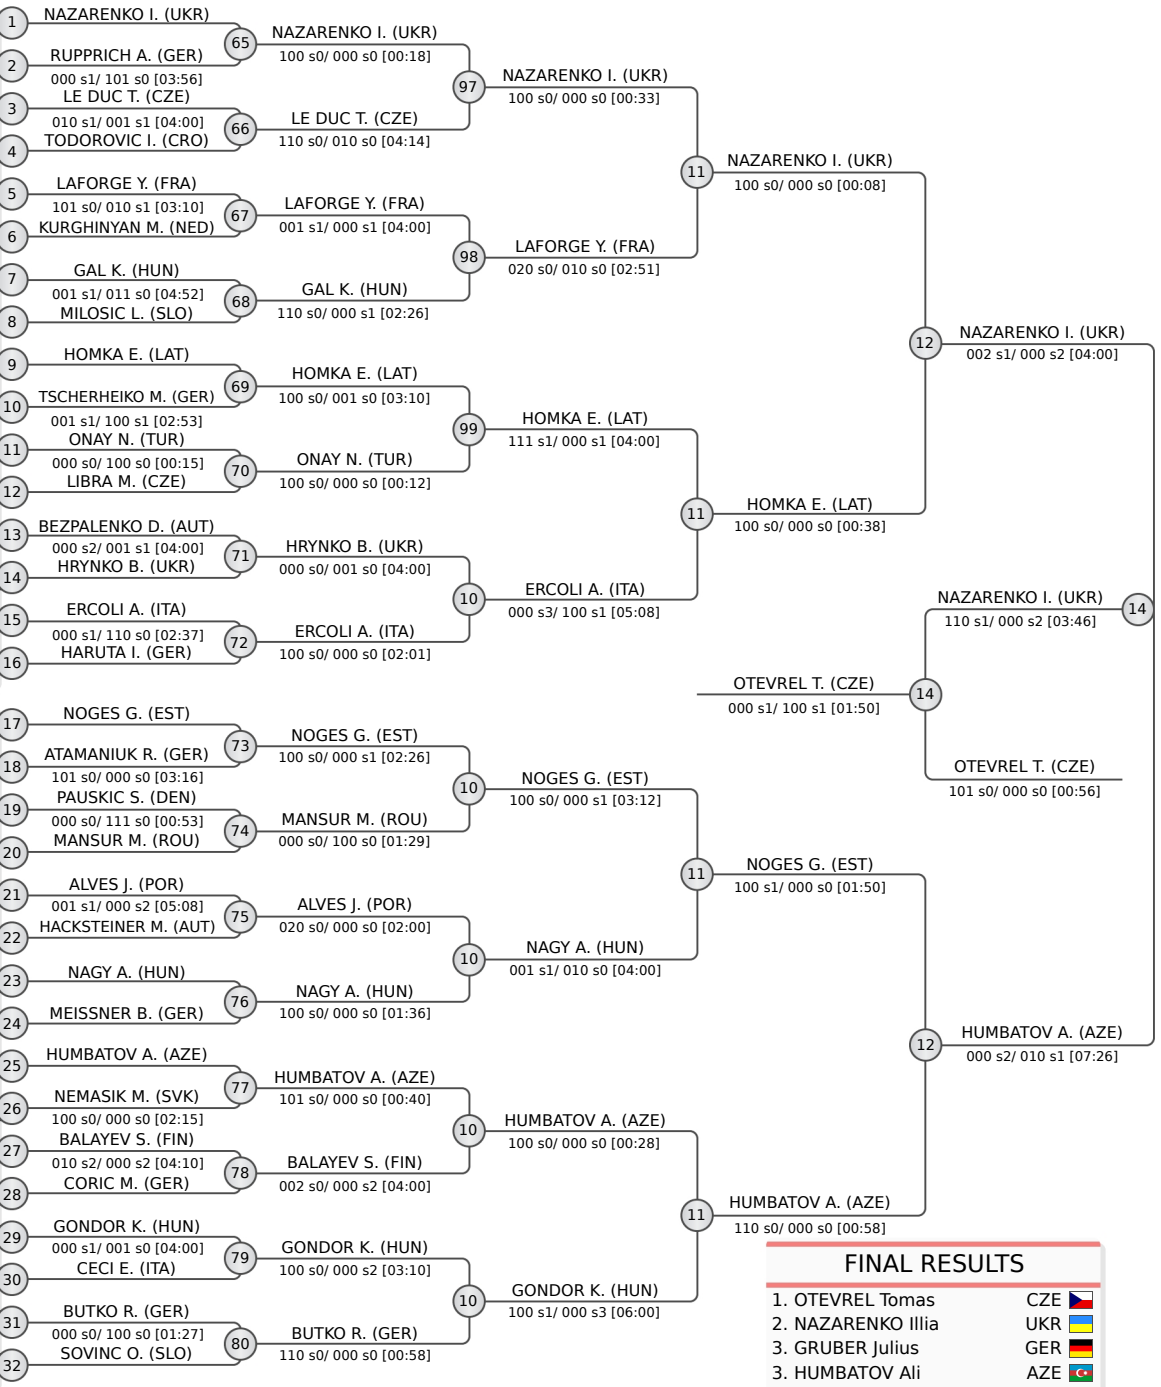 1 NAZARENKO I. (UKR)
2 RUPPRICH A. (GER)
000 s1/ 101 s0 [03:56]
3 LE DUC T. (CZE)
010 s1/ 001 s1 [04:00]
4 TODOROVIC I. (CRO)
5 LAFORGE Y. (FRA)
101 s0/ 010 s1 [03:10]
6 KURGHINYAN M. (NED)
7 GAL K. (HUN)
001 s1/ 011 s0 [04:52]
8 MILOSIC L. (SLO)
9 HOMKA E. (LAT)
10 TSCHERHEIKO M. (GER)
001 s1/ 100 s1 [02:53]
11 ONAY N. (TUR)
000 s0/ 100 s0 [00:15]
12 LIBRA M. (CZE)
13 BEZPALENKO D. (AUT)
000 s2/ 001 s1 [04:00]
14 HRYNKO B. (UKR)
15 ERCOLI A. (ITA)
000 s1/ 110 s0 [02:37]
16 HARUTA I. (GER)
17 NOGES G. (EST)
18 ATAMANIUK R. (GER)
101 s0/ 000 s0 [03:16]
19 PAUSKIC S. (DEN)
000 s0/ 111 s0 [00:53]
20 MANSUR M. (ROU)
21 ALVES J. (POR)
001 s1/ 000 s2 [05:08]
22 HACKSTEINER M. (AUT)
23 NAGY A. (HUN)
24 MEISSNER B. (GER)
25 HUMBATOV A. (AZE)
26 NEMASIK M. (SVK)
100 s0/ 000 s0 [02:15]
27 BALAYEV S. (FIN)
010 s2/ 000 s2 [04:10]
28 CORIC M. (GER)
29 GONDOR K. (HUN)
000 s1/ 001 s0 [04:00]
30 CECI E. (ITA)
31 BUTKO R. (GER)
000 s0/ 100 s0 [01:27]
32 SOVINC O. (SLO)
65 NAZARENKO I. (UKR)
100 s0/ 000 s0 [00:18]
66 LE DUC T. (CZE)
110 s0/ 010 s0 [04:14]
67 LAFORGE Y. (FRA)
001 s1/ 000 s1 [04:00]
68 GAL K. (HUN)
110 s0/ 000 s1 [02:26]
69 HOMKA E. (LAT)
100 s0/ 001 s0 [03:10]
70 ONAY N. (TUR)
100 s0/ 000 s0 [00:12]
71 HRYNKO B. (UKR)
000 s0/ 001 s0 [04:00]
72 ERCOLI A. (ITA)
100 s0/ 000 s0 [02:01]
73 NOGES G. (EST)
100 s0/ 000 s1 [02:26]
74 MANSUR M. (ROU)
000 s0/ 100 s0 [01:29]
75 ALVES J. (POR)
020 s0/ 000 s0 [02:00]
76 NAGY A. (HUN)
100 s0/ 000 s0 [01:36]
77 HUMBATOV A. (AZE)
101 s0/ 000 s0 [00:40]
78 BALAYEV S. (FIN)
002 s0/ 000 s2 [04:00]
79 GONDOR K. (HUN)
100 s0/ 000 s2 [03:10]
80 BUTKO R. (GER)
110 s0/ 000 s0 [00:58]
97 NAZARENKO I. (UKR)
100 s0/ 000 s0 [00:33]
98 LAFORGE Y. (FRA)
020 s0/ 010 s0 [02:51]
99 HOMKA E. (LAT)
111 s1/ 000 s1 [04:00]
10 ERCOLI A. (ITA)
000 s3/ 100 s1 [05:08]
10 NOGES G. (EST)
100 s0/ 000 s1 [03:12]
10 NAGY A. (HUN)
001 s1/ 010 s0 [04:00]
10 HUMBATOV A. (AZE)
100 s0/ 000 s0 [00:28]
10 GONDOR K. (HUN)
100 s1/ 000 s3 [06:00]
11 NAZARENKO I. (UKR)
100 s0/ 000 s0 [00:08]
11 HOMKA E. (LAT)
100 s0/ 000 s0 [00:38]
11 NOGES G. (EST)
100 s1/ 000 s0 [01:50]
11 HUMBATOV A. (AZE)
110 s0/ 000 s0 [00:58]
12 NAZARENKO I. (UKR)
002 s1/ 000 s2 [04:00]
12 HUMBATOV A. (AZE)
000 s2/ 010 s1 [07:26]
NAZARENKO I. (UKR) 14
110 s1/ 000 s2 [03:46]
OTEVREL T. (CZE) 14
000 s1/ 100 s1 [01:50]
OTEVREL T. (CZE)
101 s0/ 000 s0 [00:56]
FINAL RESULTS
1. OTEVREL Tomas CZE
2. NAZARENKO Illia UKR
3. GRUBER Julius GER
3. HUMBATOV Ali AZE